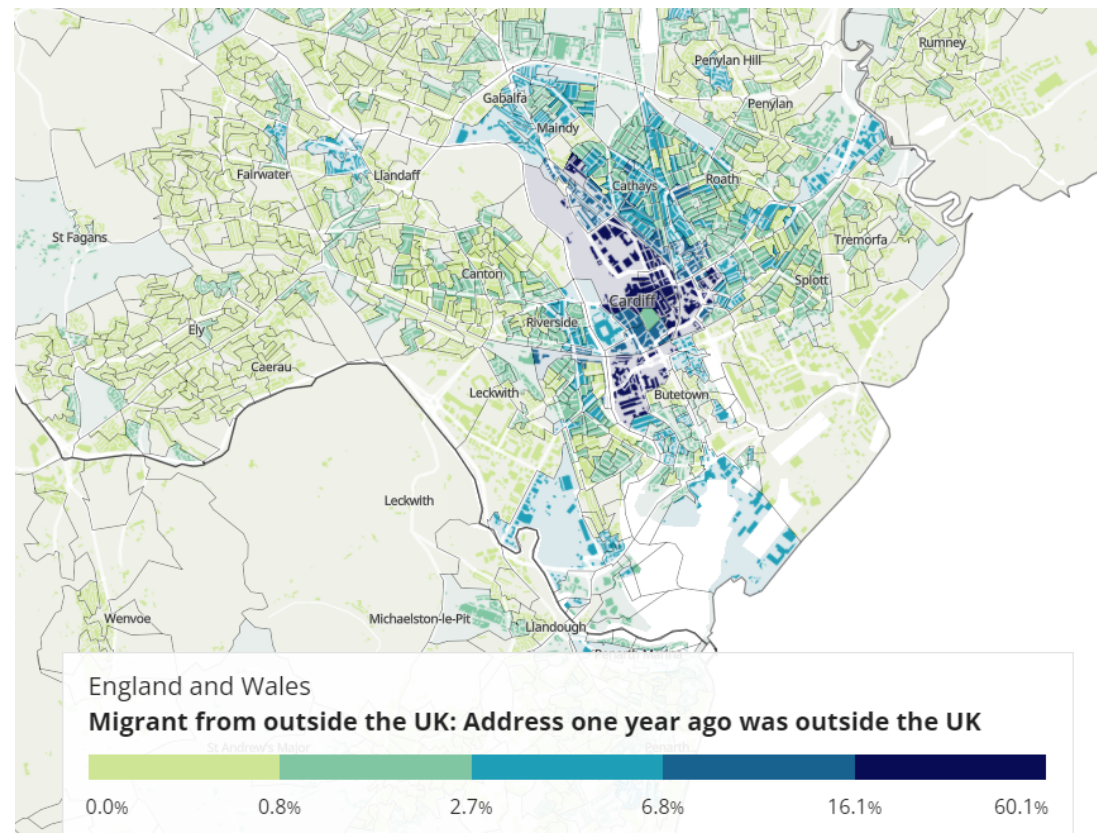 Rumney
Penylan Hill
Gabalfa
Penylan
Maindy
Fairwater
Llandaff
Cathays
Roath
St Fagans
Tremorfa
Canton
Splott
Cardiff
Ely
Riverside
Caerau
Leckwith
Butetown
Leckwith
Wenvoe
Michaelston-le-Pit
Llandough
Penarth Marina
England and Wales
Migrant from outside the UK: Address one year ago was outside the UK
St Andrew's Major
Penarth
0.0% 0.8% 2.7% 6.8% 16.1% 60.1%